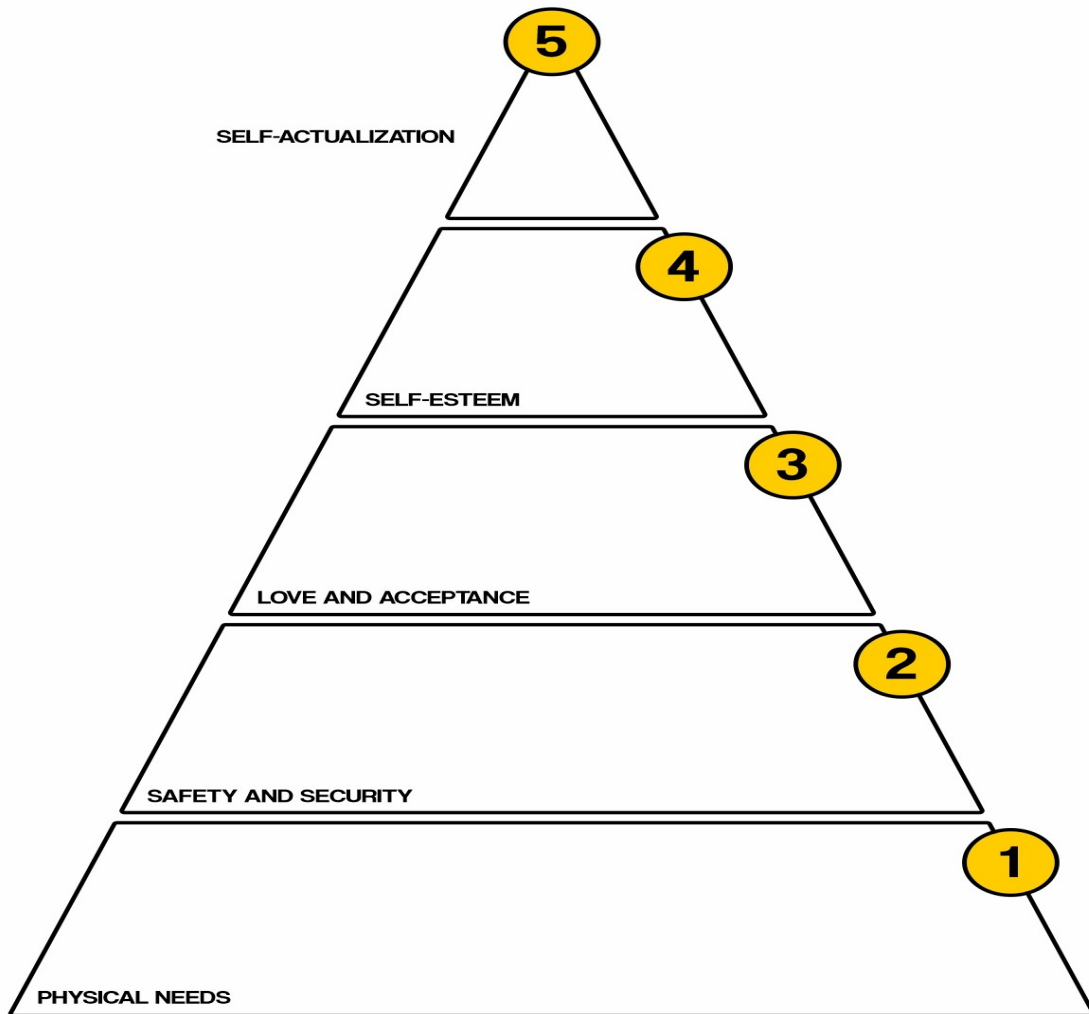 5
SELF-ACTUALIZATION
4
SELF-ESTEEM
3
LOVE AND ACCEPTANCE
2
SAFETY AND SECURITY
1
PHYSICAL NEEDS